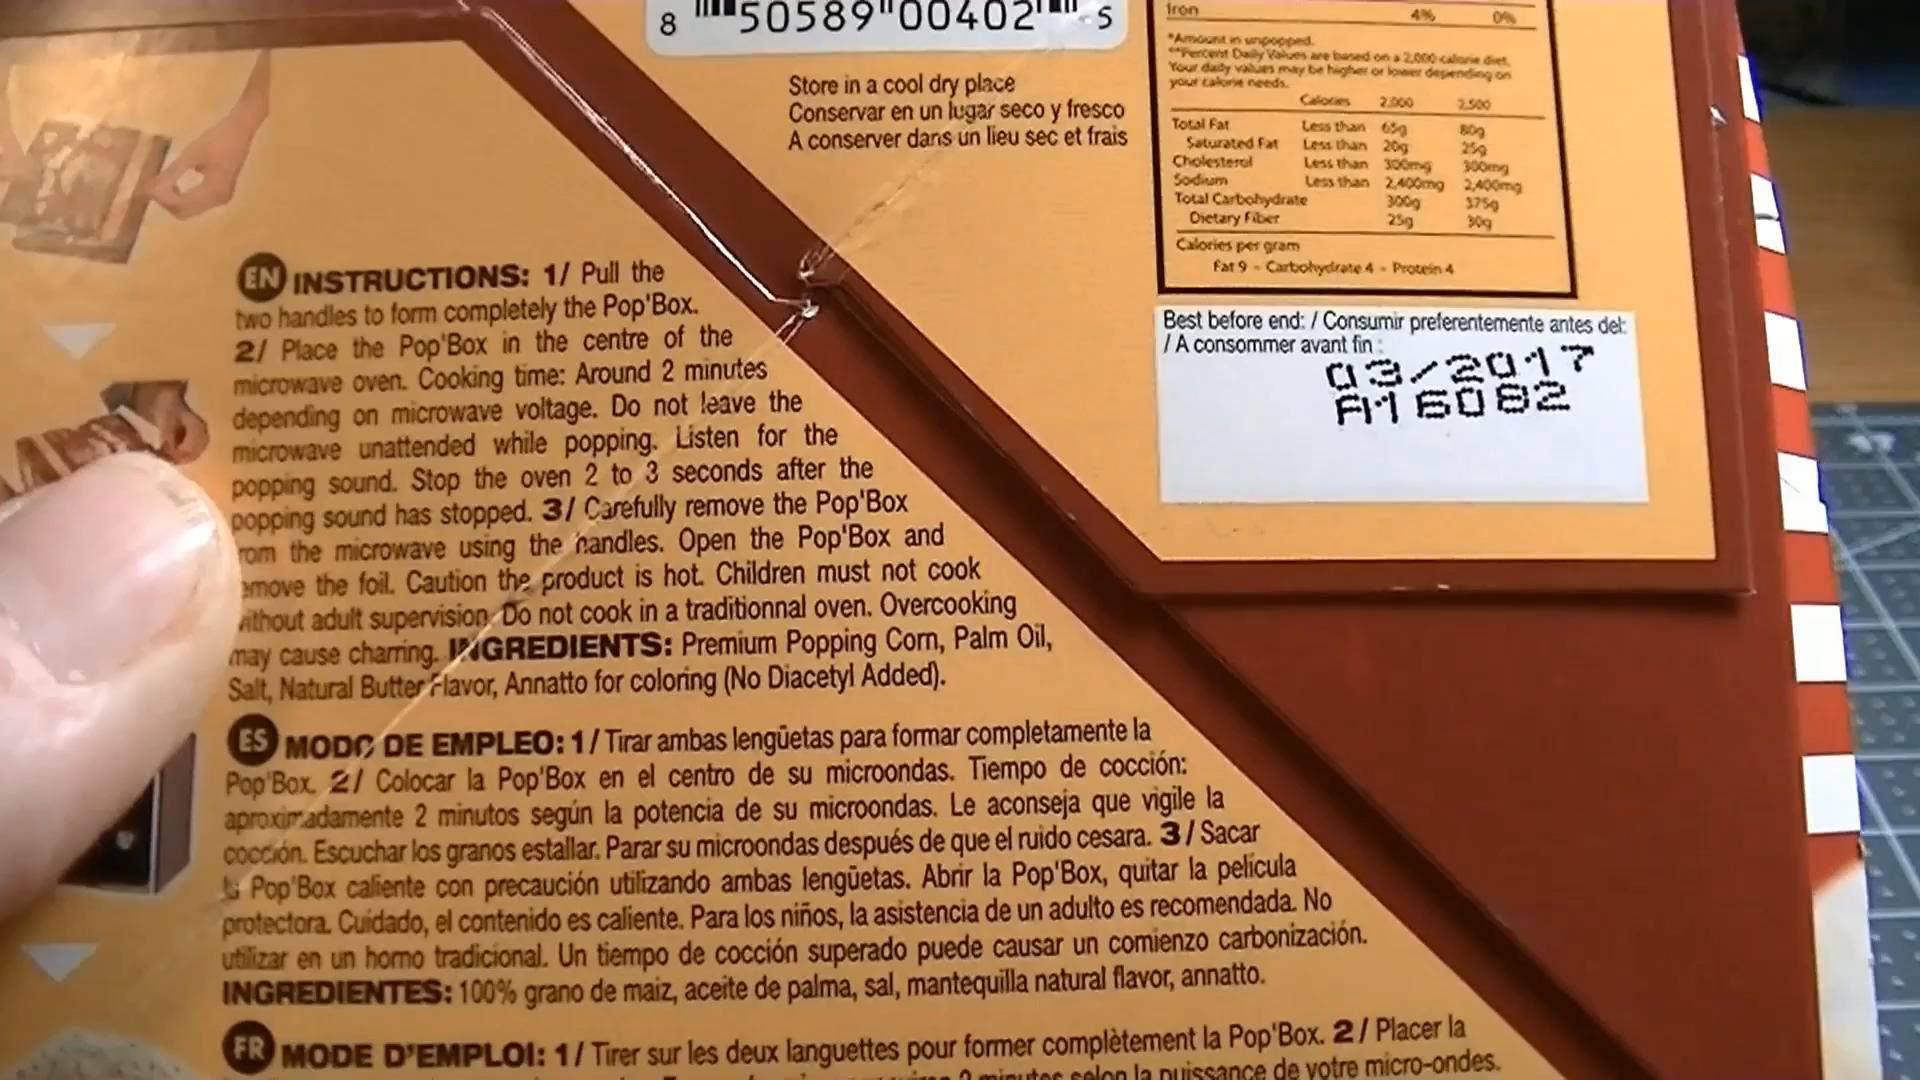 8 50589 00402 5
Store in a cool dry place
Conservar en un lugar seco y fresco
A conserver dans un lieu sec et frais
Iron 4% 0%
*Amount in unpopped.
**Percent Daily Values are based on a 2,000 calorie diet.
Your daily values may be higher or lower depending on
your calorie needs.
Calories 2,000 2,500
Total Fat Less than 65g 80g
Saturated Fat Less than 20g 25g
Cholesterol Less than 300mg 300mg
Sodium Less than 2,400mg 2,400mg
Total Carbohydrate 300g 375g
Dietary Fiber 25g 30g
Calories per gram
Fat 9 - Carbohydrate 4 - Protein 4
Best before end: / Consumir preferentemente antes del:
/ A consommer avant fin :
03/2017
AM 6082
EN INSTRUCTIONS: 1/ Pull the
two handles to form completely the Pop'Box.
2/ Place the Pop'Box in the centre of the
microwave oven. Cooking time: Around 2 minutes
depending on microwave voltage. Do not leave the
microwave unattended while popping. Listen for the
popping sound. Stop the oven 2 to 3 seconds after the
popping sound has stopped. 3/ Carefully remove the Pop'Box
rom the microwave using the handles. Open the Pop'Box and
emove the foil. Caution the product is hot. Children must not cook
ithout adult supervision. Do not cook in a traditionnal oven. Overcooking
may cause charring. INGREDIENTS: Premium Popping Corn, Palm Oil,
Salt, Natural Butter Flavor, Annatto for coloring (No Diacetyl Added).
ES MODO DE EMPLEO: 1/ Tirar ambas lengüetas para formar completamente la
Pop'Box. 2/ Colocar la Pop'Box en el centro de su microondas. Tiempo de cocción:
aproximadamente 2 minutos según la potencia de su microondas. Le aconseja que vigile la
cocción. Escuchar los granos estallar. Parar su microondas después de que el ruido cesara. 3/ Sacar
la Pop'Box caliente con precaución utilizando ambas lengüetas. Abrir la Pop'Box, quitar la película
protectora. Cuidado, el contenido es caliente. Para los niños, la asistencia de un adulto es recomendada. No
utilizar en un horno tradicional. Un tiempo de cocción superado puede causar un comienzo carbonización.
INGREDIENTES: 100% grano de maiz, aceite de palma, sal, mantequilla natural flavor, annatto.
FR MODE D'EMPLOI: 1/ Tirer sur les deux languettes pour former complètement la Pop'Box. 2/ Placer la
2 minutes selon la puissance de votre micro-ondes.